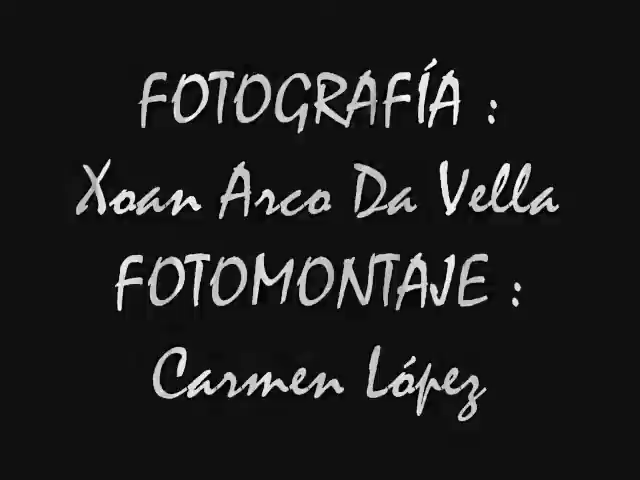 FOTOGRAFÍA :
Xoan Arco Da Vella
FOTOMONTAJE :
Carmen López